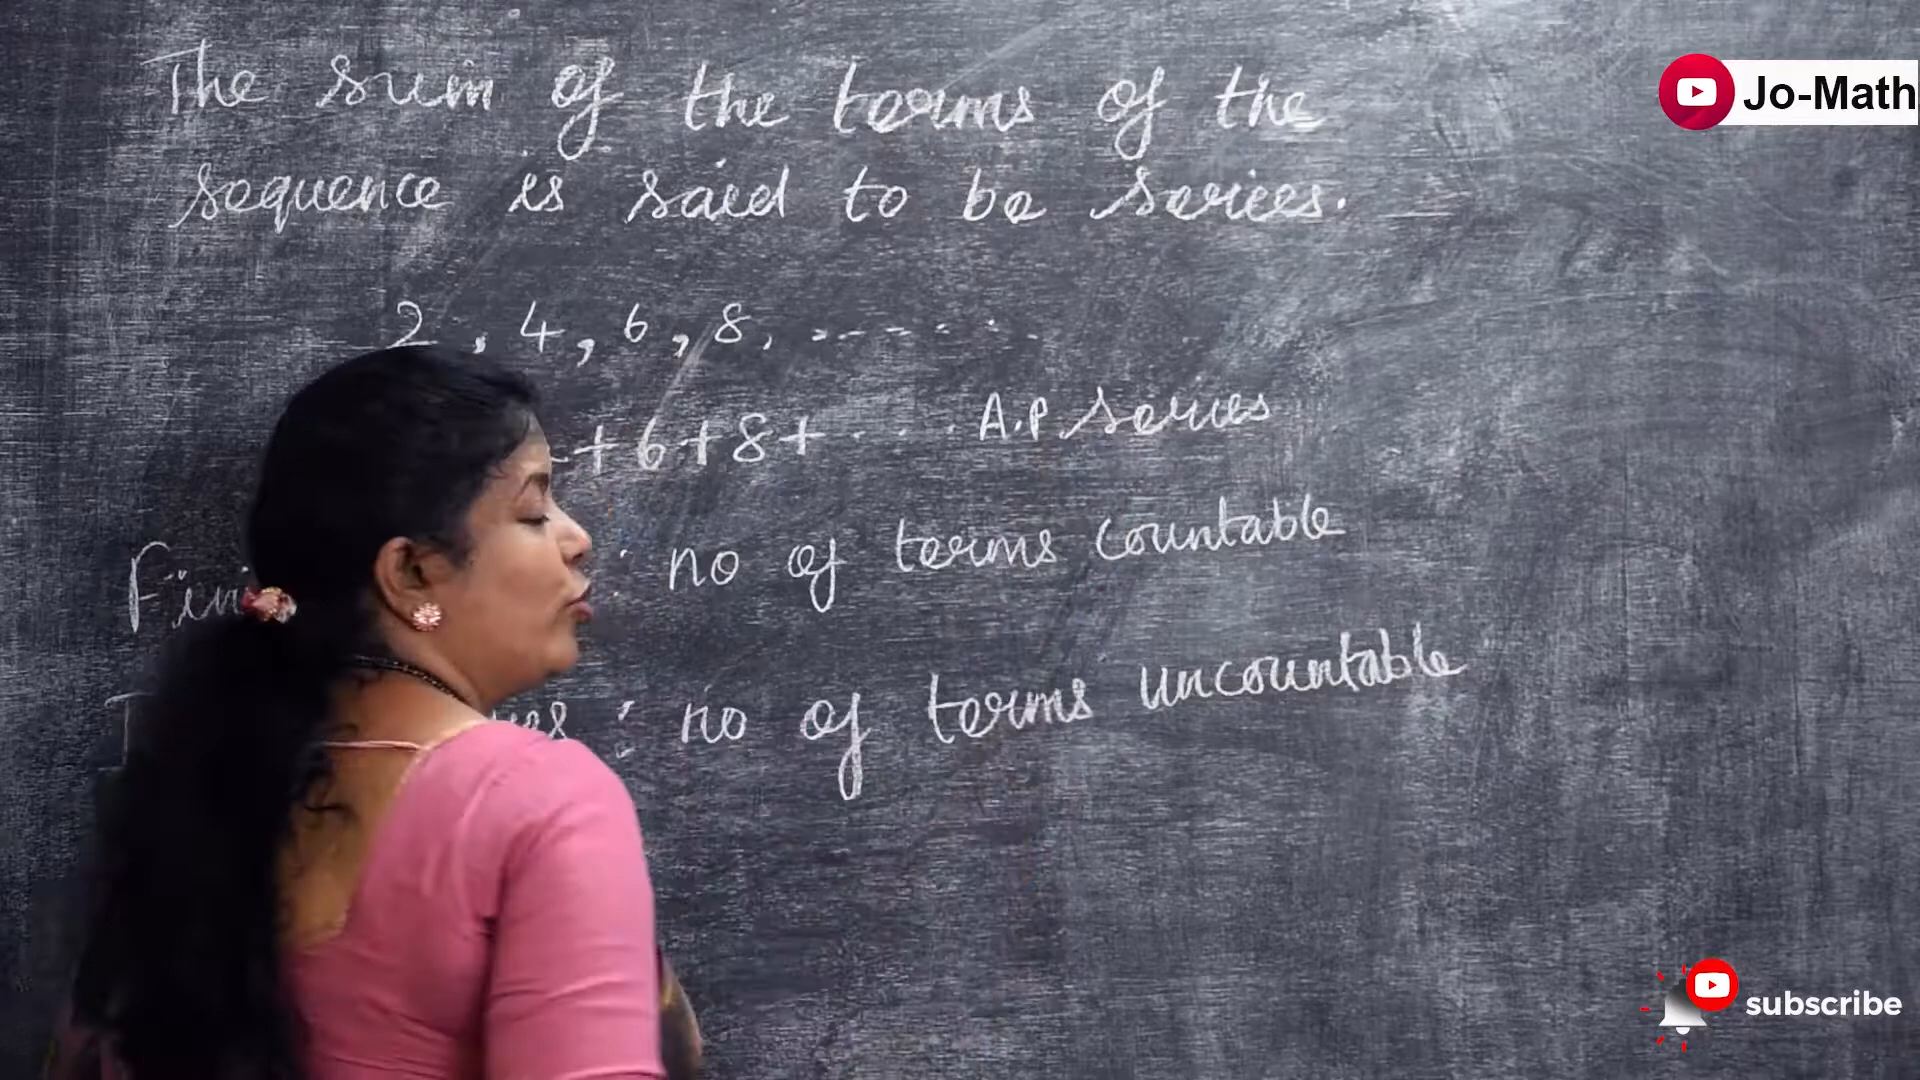 The sum of the terms of the
Jo-Math
sequence is said to be series.
2, 4, 6, 8, ........
+ 6 + 8 + .... A.P series
: no of terms countable
: no of terms uncountable
subscribe